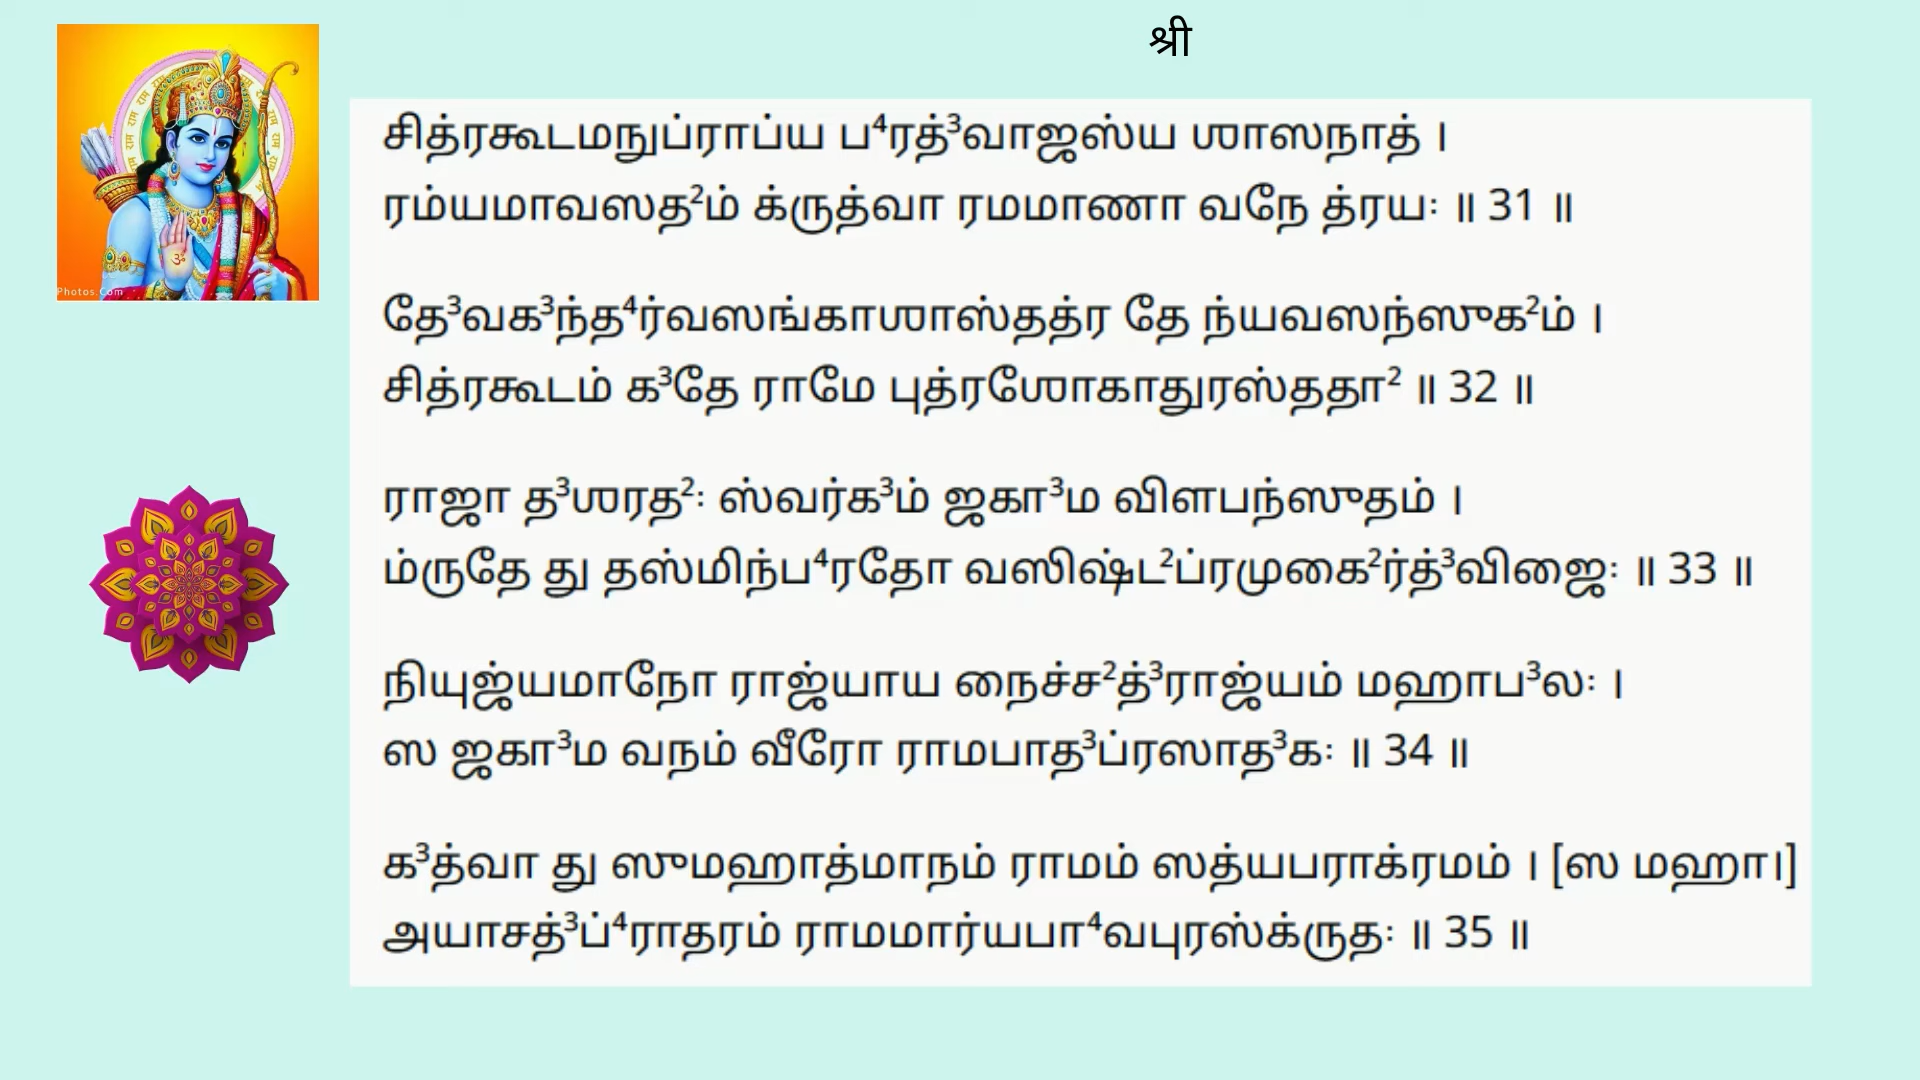 श्री
சித்ரகூடமநுப்ராப்ய ப⁴ரத்³வாஜஸ்ய ஶாஸநாத் ।
ரம்யமாவஸத²ம் க்ருத்வா ரமமாணா வநே த்ரய꞉ ॥ 31 ॥
தே³வக³ந்த⁴ர்வஸங்காஶாஸ்தத்ர தே ந்யவஸந்ஸுக²ம் ।
சித்ரகூடம் க³தே ராமே புத்ரஶோகாதுரஸ்ததா² ॥ 32 ॥
ராஜா த³ஶரத²꞉ ஸ்வர்க³ம் ஜகா³ம விளபந்ஸுதம் ।
ம்ருதே து தஸ்மிந்ப⁴ரதோ வஸிஷ்ட²ப்ரமுகை²ர்த்³விஜை꞉ ॥ 33 ॥
நியுஜ்யமாநோ ராஜ்யாய நைச்ச²த்³ராஜ்யம் மஹாப³ல꞉ ।
ஸ ஜகா³ம வநம் வீரோ ராமபாத³ப்ரஸாத³க꞉ ॥ 34 ॥
க³த்வா து ஸுமஹாத்மாநம் ராமம் ஸத்யபராக்ரமம் । [ஸ மஹா।]
அயாசத்³ப்⁴ராதரம் ராமமார்யபா⁴வபுரஸ்க்ருத꞉ ॥ 35 ॥
Photos.Com